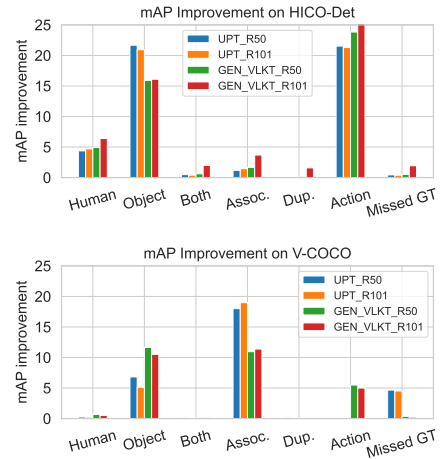 mAP Improvement on HICO-Det
mAP improvement
25
20
15
10
5
0
UPT_R50
UPT_R101
GEN_VLKT_R50
GEN_VLKT_R101
Human
Object
Both
Assoc.
Dup.
Action
Missed GT
mAP Improvement on V-COCO
mAP improvement
25
20
15
10
5
0
UPT_R50
UPT_R101
GEN_VLKT_R50
GEN_VLKT_R101
Human
Object
Both
Assoc.
Dup.
Action
Missed GT